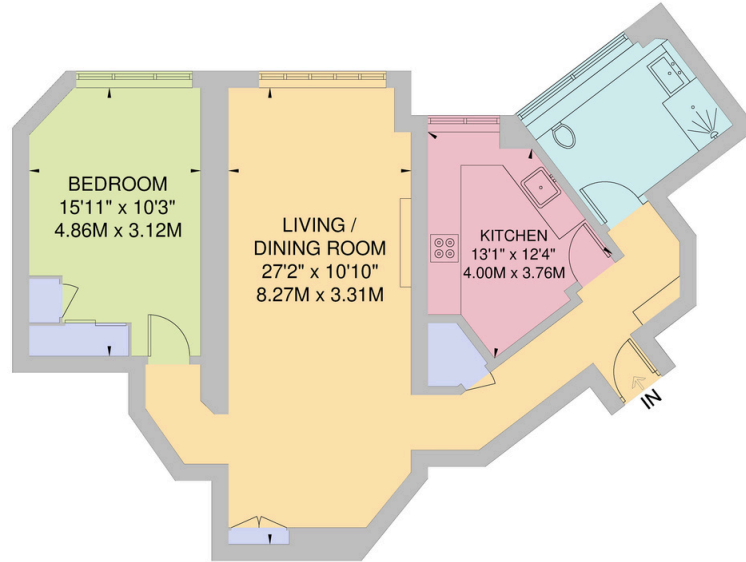 BEDROOM
15'11" x 10'3"
4.86M x 3.12M
LIVING /
DINING ROOM
27'2" x 10'10"
8.27M x 3.31M
KITCHEN
13'1" x 12'4"
4.00M x 3.76M
IN